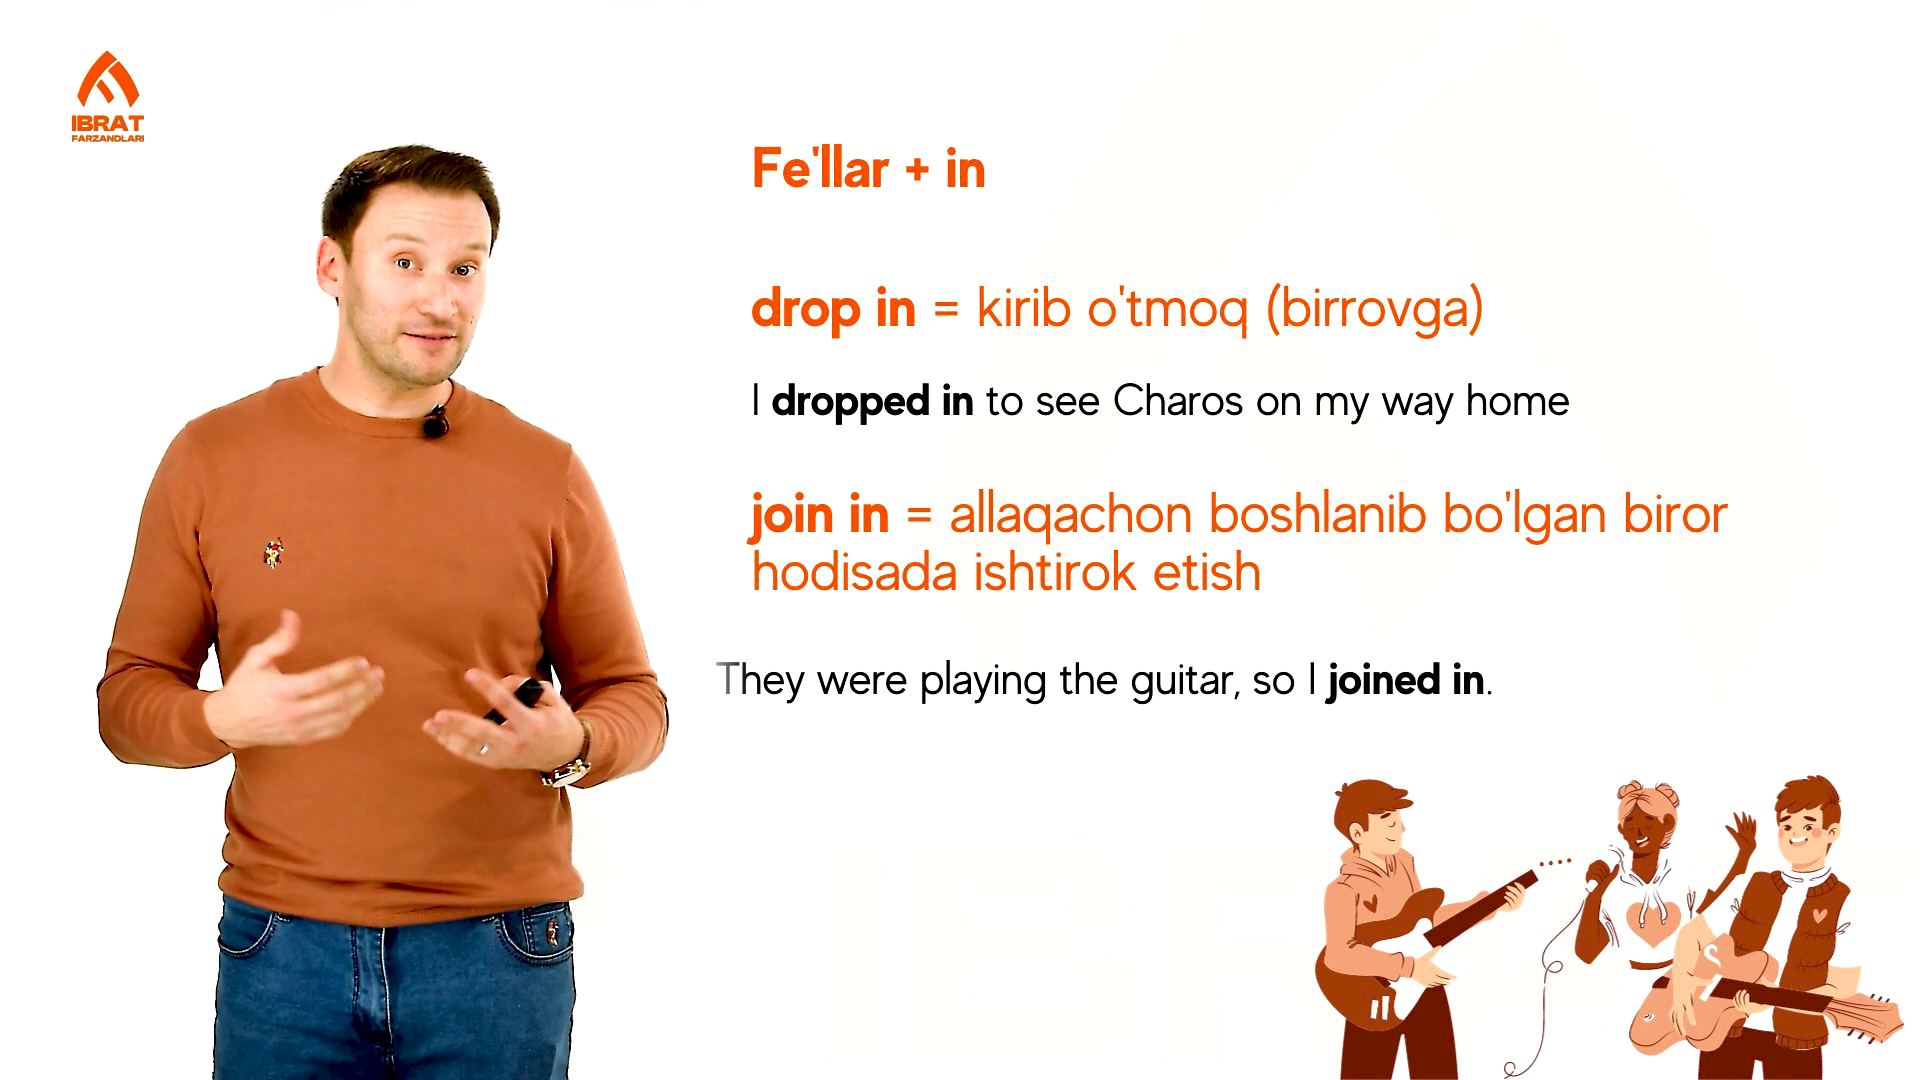 IBRAT
FARZANDLARI
Fe'llar + in
drop in = kirib o'tmoq (birrovga)
I dropped in to see Charos on my way home
join in = allaqachon boshlanib bo'lgan biror
hodisada ishtirok etish
They were playing the guitar, so I joined in.